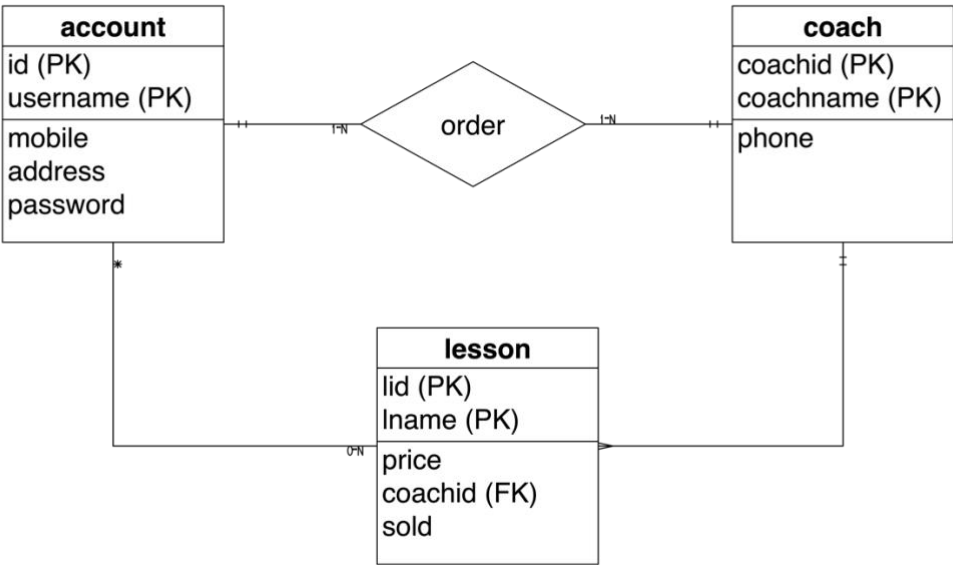 account
id (PK)
username (PK)
mobile
address
password
1-N
order
1-N
coach
coachid (PK)
coachname (PK)
phone
*
0-N
lesson
lid (PK)
lname (PK)
price
coachid (FK)
sold